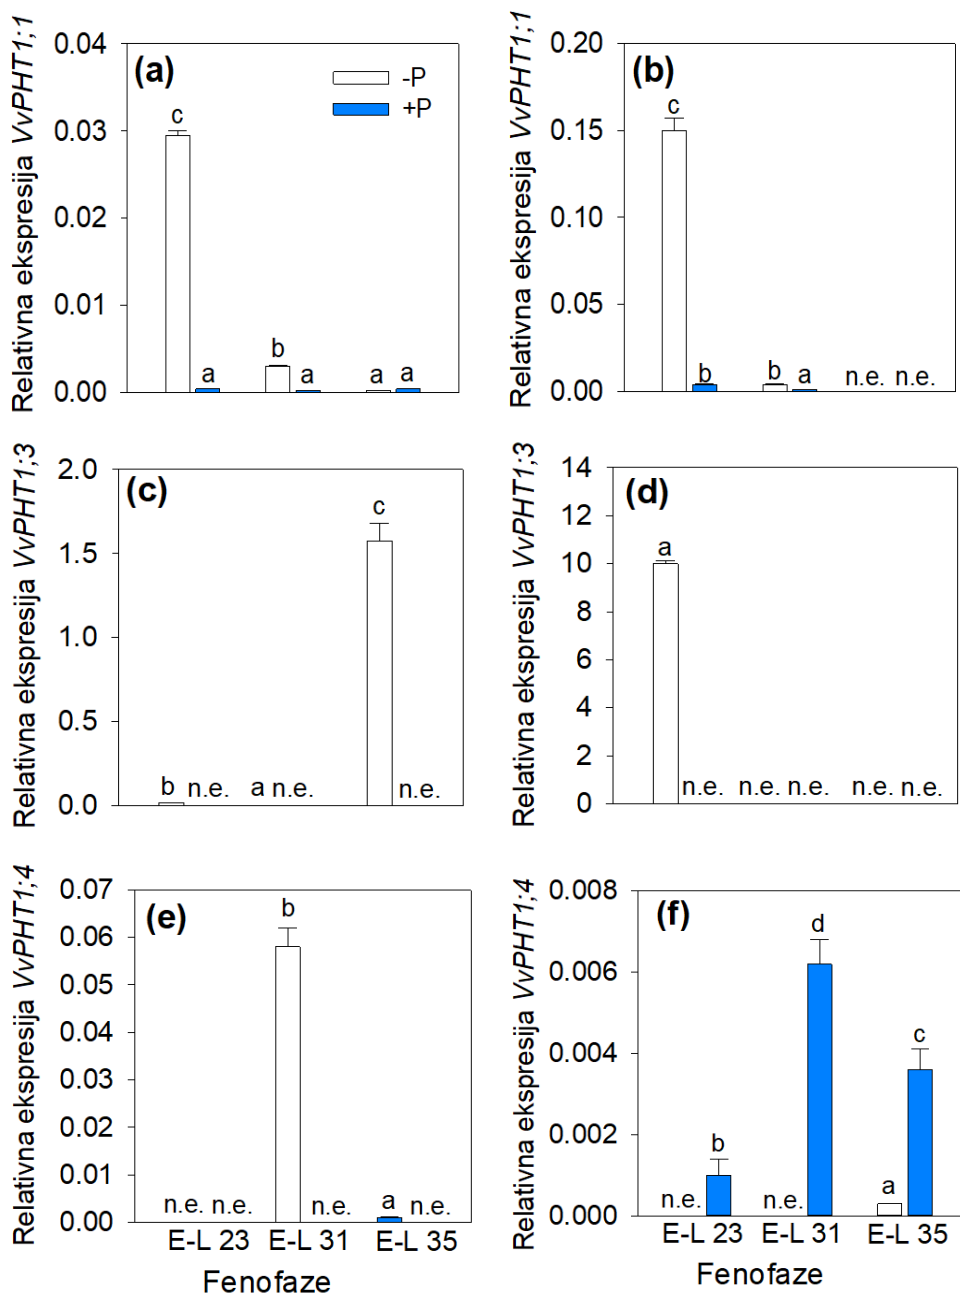 Relativna ekspresija VvPHT1;1
0.04
0.03
0.02
0.01
0.00
(a)
-P
+P
c
a
b
a
a
a
Relativna ekspresija VvPHT1;1
0.20
0.15
0.10
0.05
0.00
(b)
c
b
b
a
n.e. n.e.
Relativna ekspresija VvPHT1;3
2.0
1.5
1.0
0.5
0.0
(c)
b n.e.
a n.e.
c
n.e.
Relativna ekspresija VvPHT1;3
14
12
10
8
6
4
2
0
(d)
a
n.e.
n.e. n.e.
n.e. n.e.
Relativna ekspresija VvPHT1;4
0.07
0.06
0.05
0.04
0.03
0.02
0.01
0.00
(e)
n.e. n.e.
b
n.e.
a n.e.
E-L 23 E-L 31 E-L 35
Fenofaze
Relativna ekspresija VvPHT1;4
0.008
0.006
0.004
0.002
0.000
(f)
n.e.
b
n.e.
d
a
c
E-L 23 E-L 31 E-L 35
Fenofaze